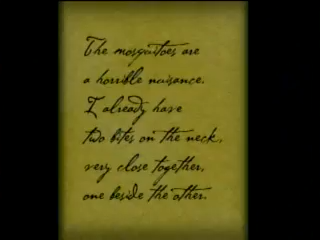 The mosquitoes are
a horrible nuisance.
I already have
two bites on the neck,
very close together,
one beside the other.